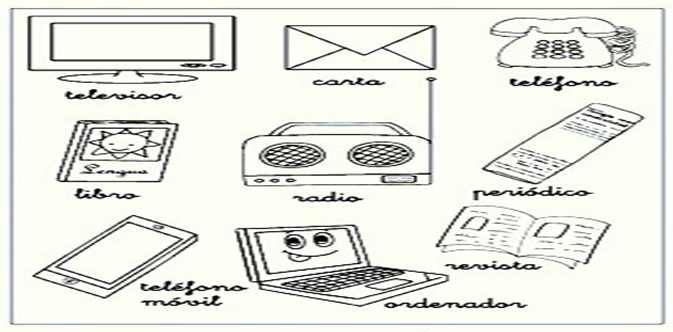 televisor
carta
teléfono
Lengua
libro
radio
periódico
teléfono
móvil
ordenador
revista